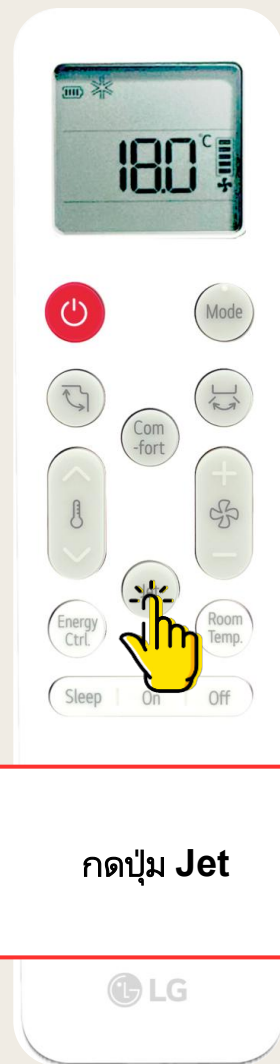 18.0 °C
Mode
Com
-fort
Energy
Ctrl.
Room
Temp.
Sleep On Off
กดปุ่ม Jet
LG